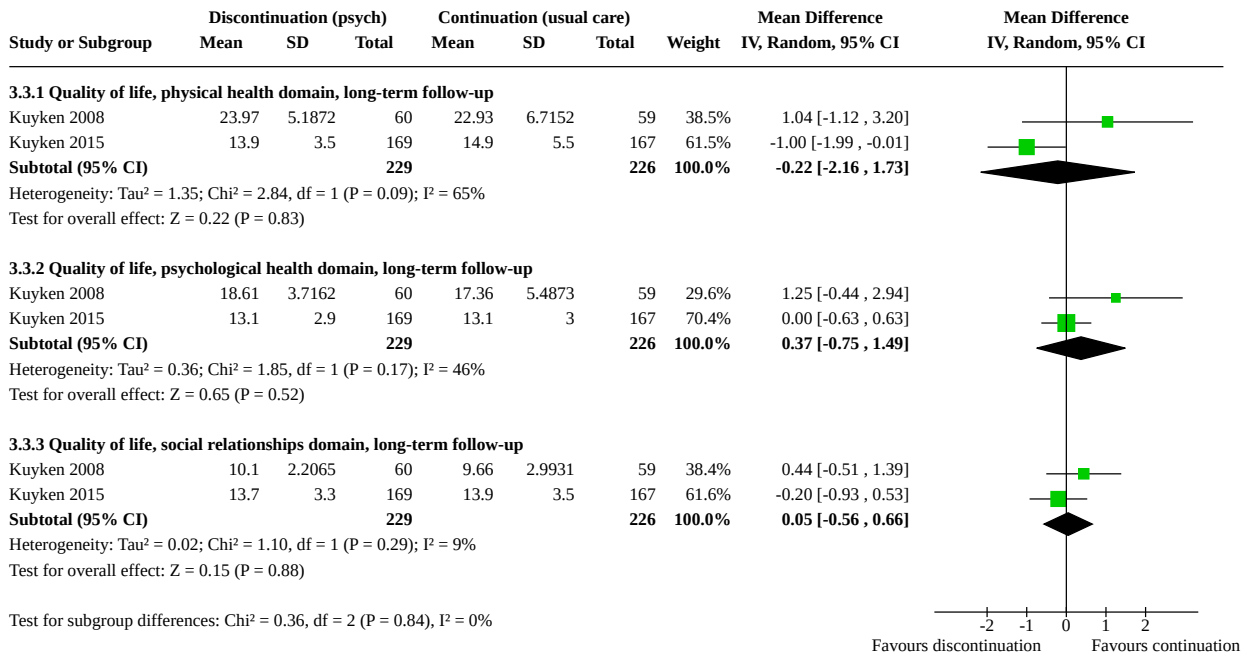 Discontinuation (psych) Continuation (usual care) Mean Difference Mean Difference
Study or Subgroup Mean SD Total Mean SD Total Weight IV, Random, 95% CI IV, Random, 95% CI
3.3.1 Quality of life, physical health domain, long-term follow-up
Kuyken 2008 23.97 5.1872 60 22.93 6.7152 59 38.5% 1.04 [-1.12 , 3.20]
Kuyken 2015 13.9 3.5 169 14.9 5.5 167 61.5% -1.00 [-1.99 , -0.01]
Subtotal (95% CI) 229 226 100.0% -0.22 [-2.16 , 1.73]
Heterogeneity: Tau² = 1.35; Chi² = 2.84, df = 1 (P = 0.09); I² = 65%
Test for overall effect: Z = 0.22 (P = 0.83)
3.3.2 Quality of life, psychological health domain, long-term follow-up
Kuyken 2008 18.61 3.7162 60 17.36 5.4873 59 29.6% 1.25 [-0.44 , 2.94]
Kuyken 2015 13.1 2.9 169 13.1 3 167 70.4% 0.00 [-0.63 , 0.63]
Subtotal (95% CI) 229 226 100.0% 0.37 [-0.75 , 1.49]
Heterogeneity: Tau² = 0.36; Chi² = 1.85, df = 1 (P = 0.17); I² = 46%
Test for overall effect: Z = 0.65 (P = 0.52)
3.3.3 Quality of life, social relationships domain, long-term follow-up
Kuyken 2008 10.1 2.2065 60 9.66 2.9931 59 38.4% 0.44 [-0.51 , 1.39]
Kuyken 2015 13.7 3.3 169 13.9 3.5 167 61.6% -0.20 [-0.93 , 0.53]
Subtotal (95% CI) 229 226 100.0% 0.05 [-0.56 , 0.66]
Heterogeneity: Tau² = 0.02; Chi² = 1.10, df = 1 (P = 0.29); I² = 9%
Test for overall effect: Z = 0.15 (P = 0.88)
Test for subgroup differences: Chi² = 0.36, df = 2 (P = 0.84), I² = 0%
-2 -1 0 1 2
Favours discontinuation Favours continuation